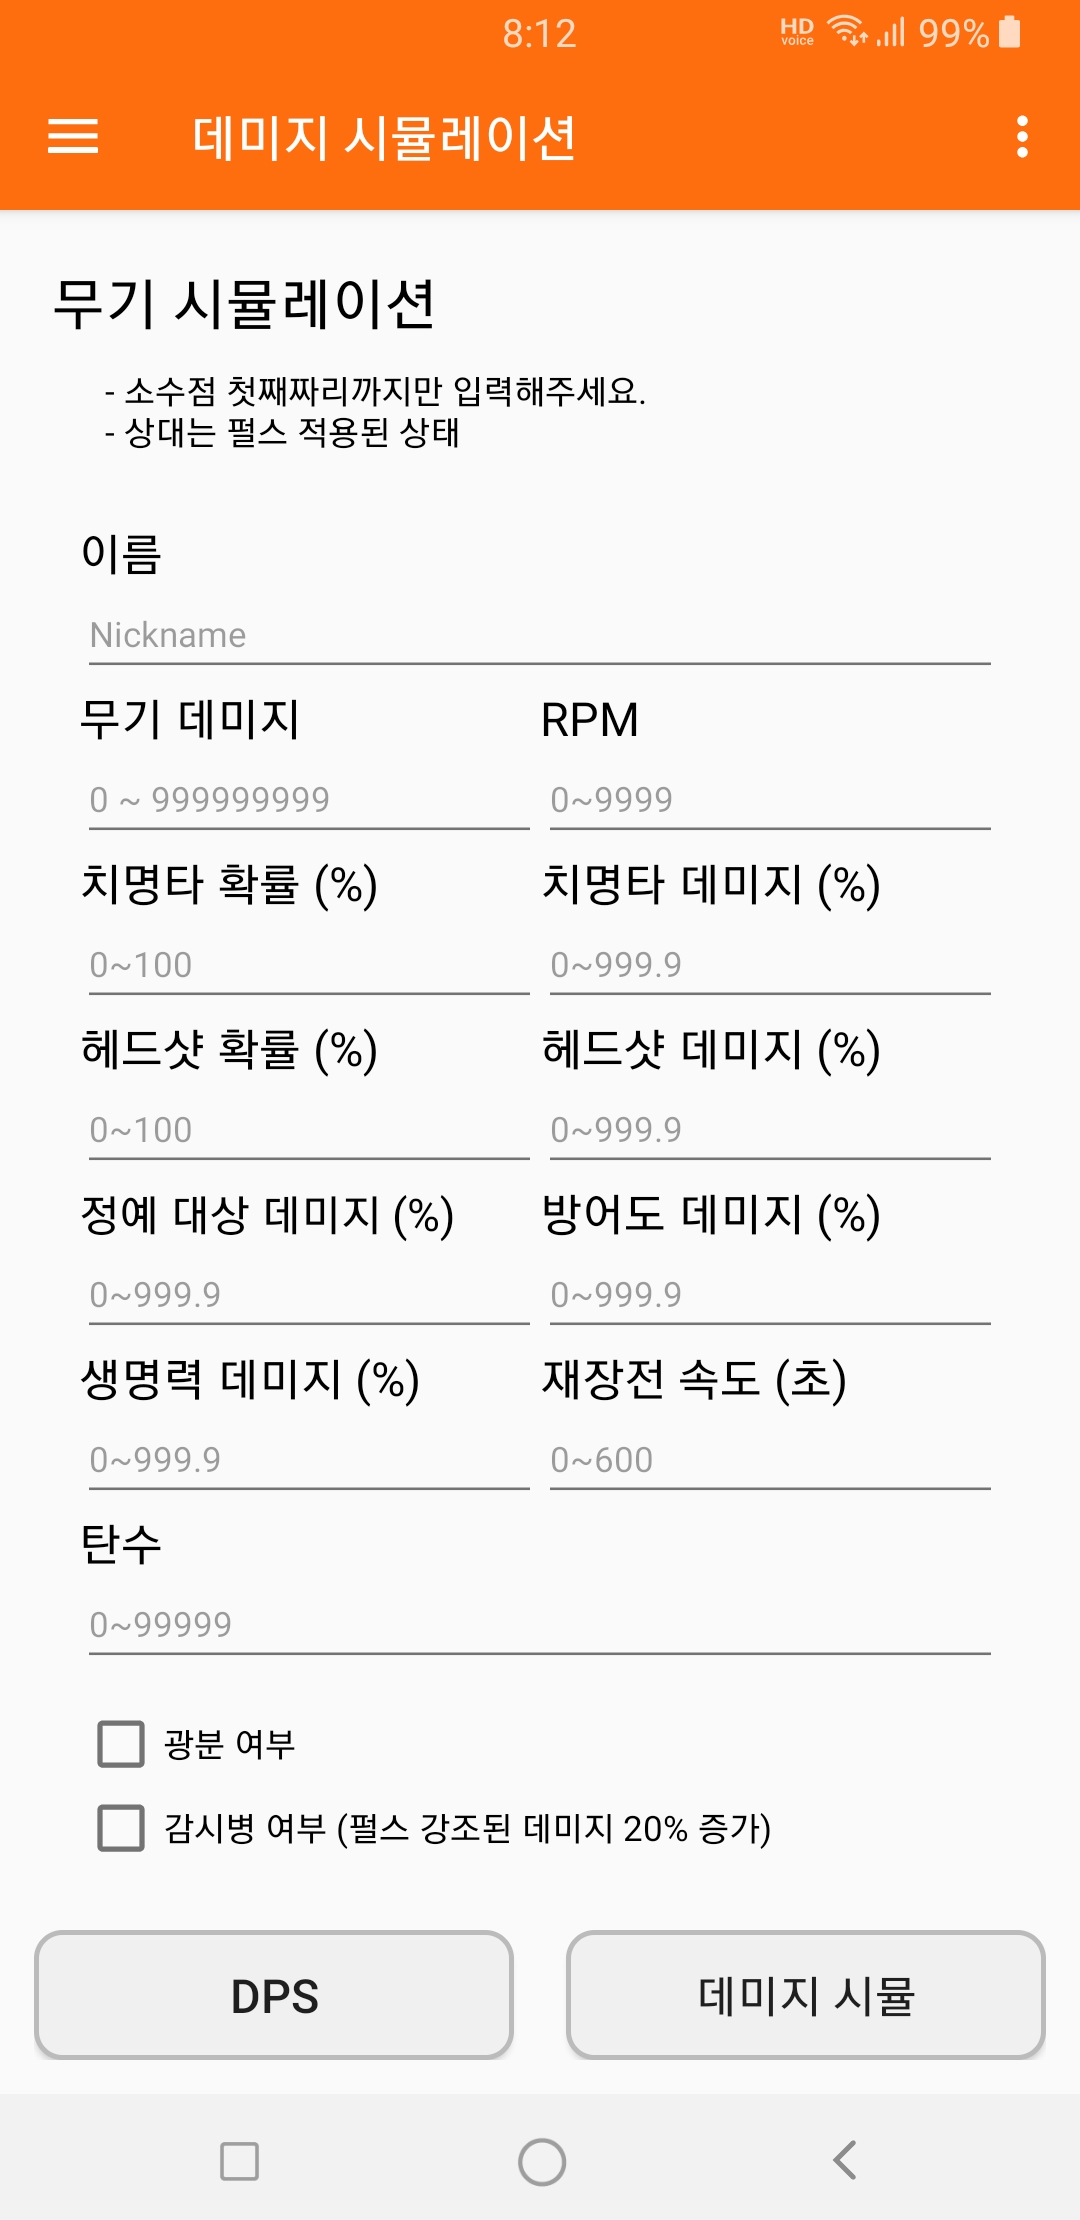 8:12 HD voice 99%
데미지 시뮬레이션
무기 시뮬레이션
- 소수점 첫째짜리까지만 입력해주세요.
- 상대는 펄스 적용된 상태
이름
Nickname
무기 데미지 RPM
0 ~ 999999999 0~9999
치명타 확률 (%) 치명타 데미지 (%)
0~100 0~999.9
헤드샷 확률 (%) 헤드샷 데미지 (%)
0~100 0~999.9
정예 대상 데미지 (%) 방어도 데미지 (%)
0~999.9 0~999.9
생명력 데미지 (%) 재장전 속도 (초)
0~999.9 0~600
탄수
0~99999
광분 여부
감시병 여부 (펄스 강조된 데미지 20% 증가)
DPS 데미지 시뮬